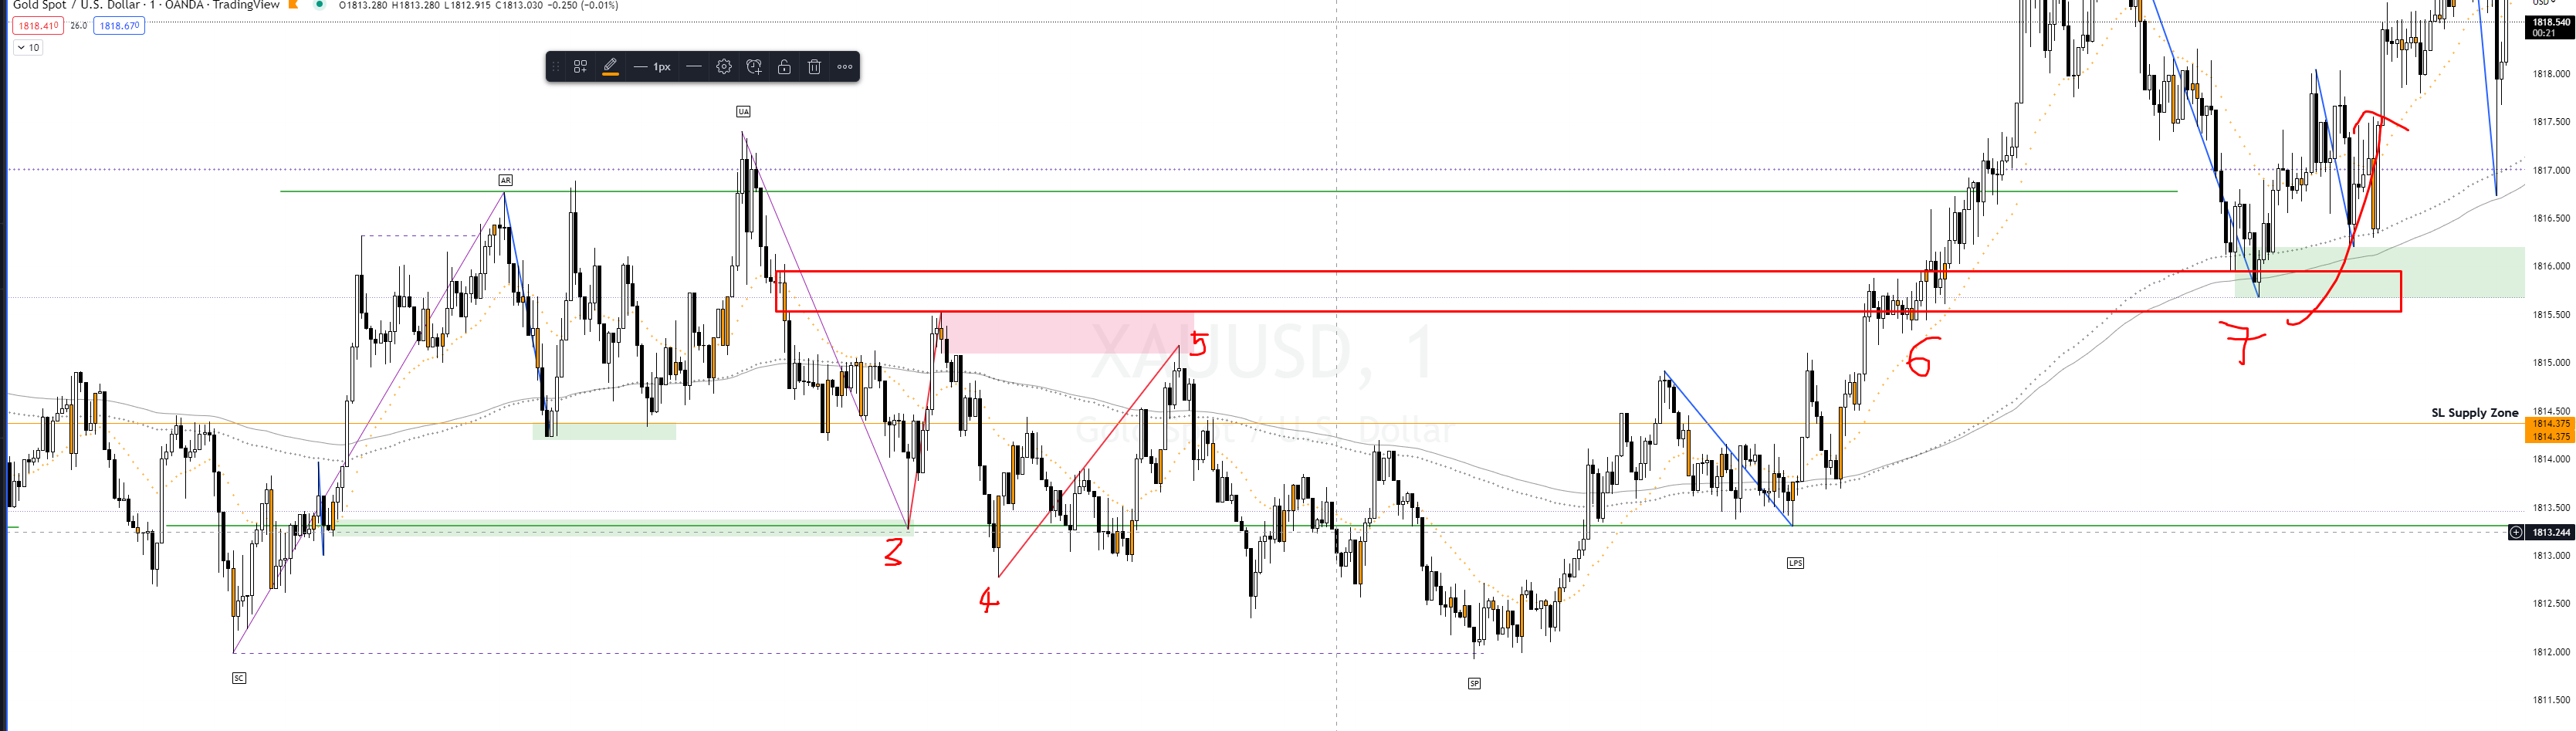 Gold Spot / U.S. Dollar · 1 · OANDA · TradingView O1813.280 H1813.280 L1812.915 C1813.030 −0.250 (−0.01%)
1818.410 26.0 1818.670
10
1px
USD
1818.540
00:21
1818.000
1817.500
1817.000
1816.500
1816.000
1815.500
1815.000
1814.500
1814.375
1814.375
1814.000
1813.500
1813.244
1813.000
1812.500
1812.000
1811.500
UA
AR
5
6
7
XAUUSD, 1
Gold Spot / U.S. Dollar
SL Supply Zone
3
4
LPS
SC
SP